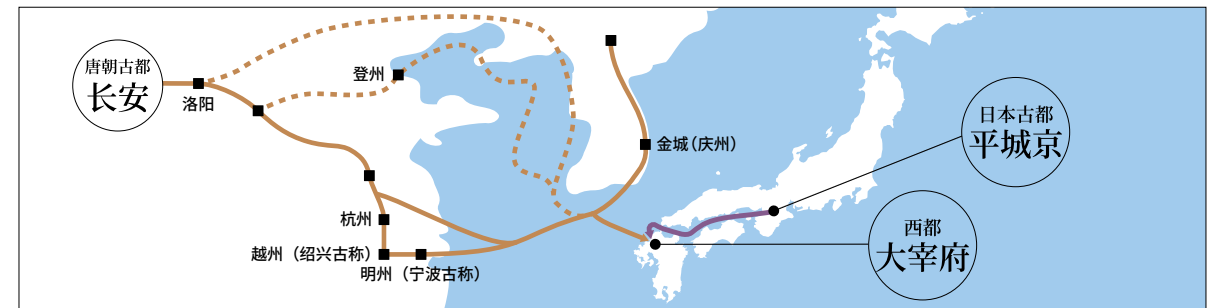 唐朝古都
长安
洛阳
登州
杭州
越州（绍兴古称）
明州（宁波古称）
金城（庆州）
日本古都
平城京
西都
大宰府